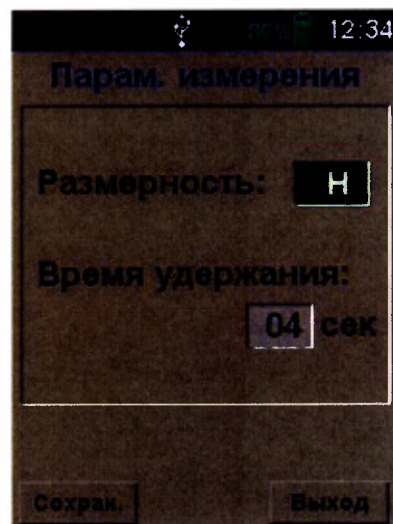 12:34
Парам. измерения
Размерность: Н
Время удержания:
04 сек
Сохран. Выход